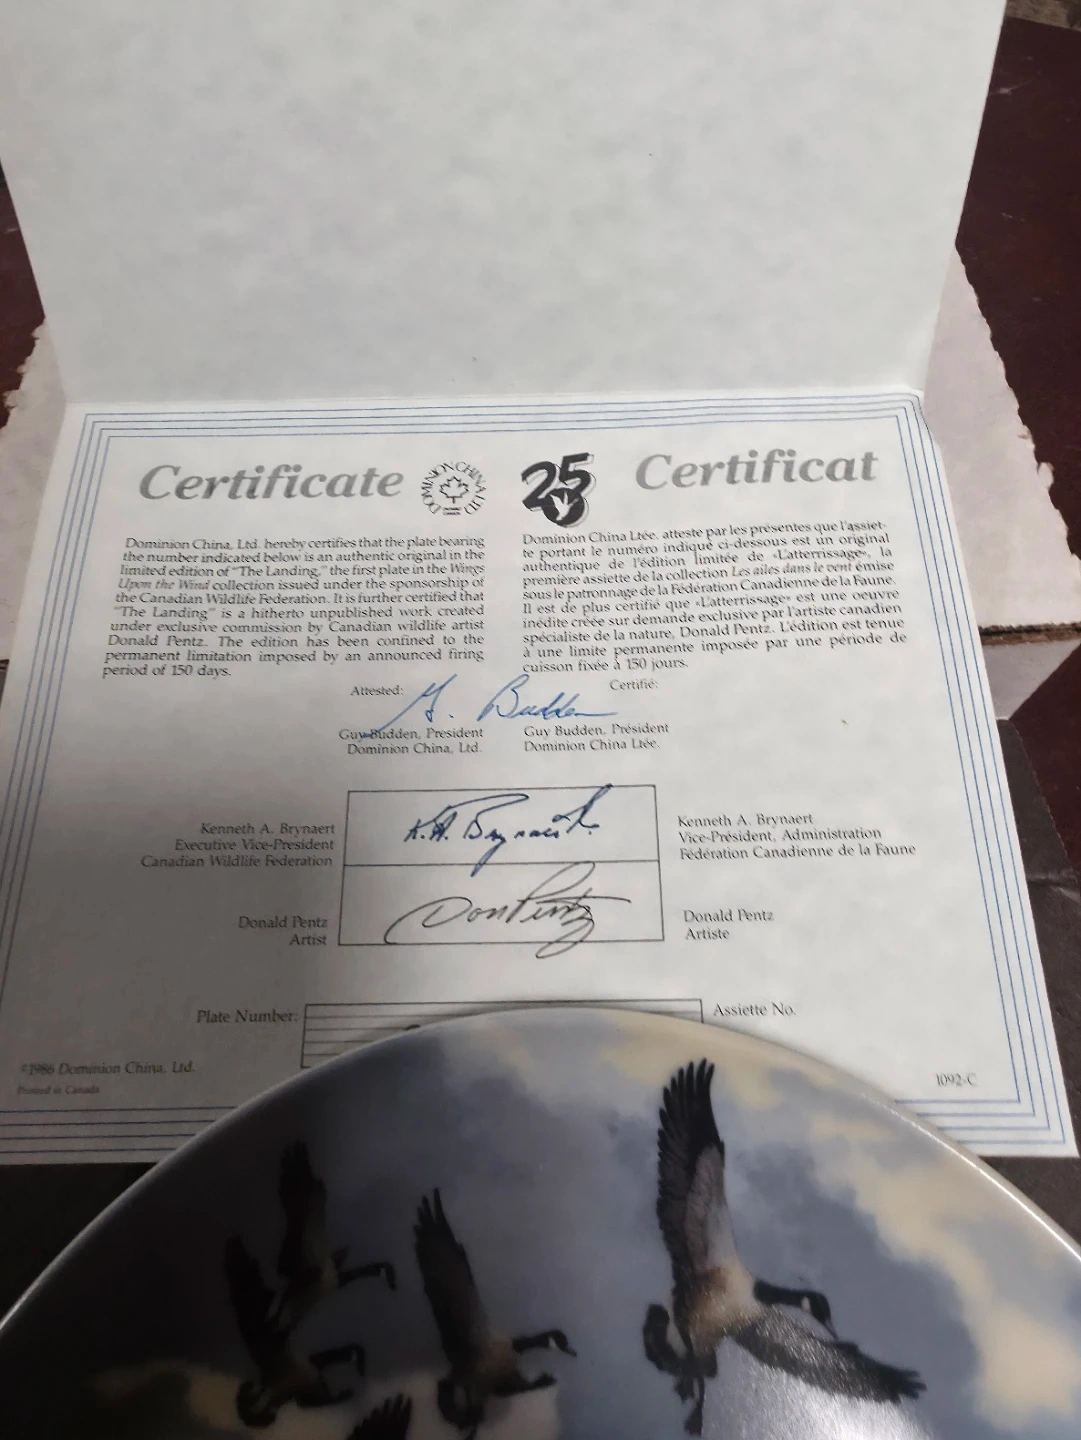 Certificate
DOMINION CHINA LTD.
25
Certificat
Dominion China, Ltd. hereby certifies that the plate bearing
the number indicated below is an authentic original in the
limited edition of "The Landing," the first plate in the Wings
Upon the Wind collection issued under the sponsorship of
the Canadian Wildlife Federation. It is further certified that
"The Landing" is a hitherto unpublished work created
under exclusive commission by Canadian wildlife artist
Donald Pentz. The edition has been confined to the
permanent limitation imposed by an announced firing
period of 150 days.
Dominion China Ltée. atteste par les présentes que l'assiet-
te portant le numéro indiqué ci-dessous est un original
authentique de l'édition limitée de «L'atterrissage», la
première assiette de la collection Les ailes dans le vent émise
sous le patronnage de la Fédération Canadienne de la Faune.
Il est de plus certifié que «L'atterrissage» est une oeuvre
inédite créée sur demande exclusive par l'artiste canadien
spécialiste de la nature, Donald Pentz. L'édition est tenue
à une limite permanente imposée par une période de
cuisson fixée à 150 jours.
Attested:
G. Budden
Certifié:
Guy Budden, President
Dominion China, Ltd.
Guy Budden, Président
Dominion China Ltée.
Kenneth A. Brynaert
Executive Vice-President
Canadian Wildlife Federation
K.A. Brynaert
Kenneth A. Brynaert
Vice-Président, Administration
Fédération Canadienne de la Faune
Donald Pentz
Artist
Don Pentz
Donald Pentz
Artiste
Plate Number:
Assiette No.
©1986 Dominion China, Ltd.
Printed in Canada
1092-C